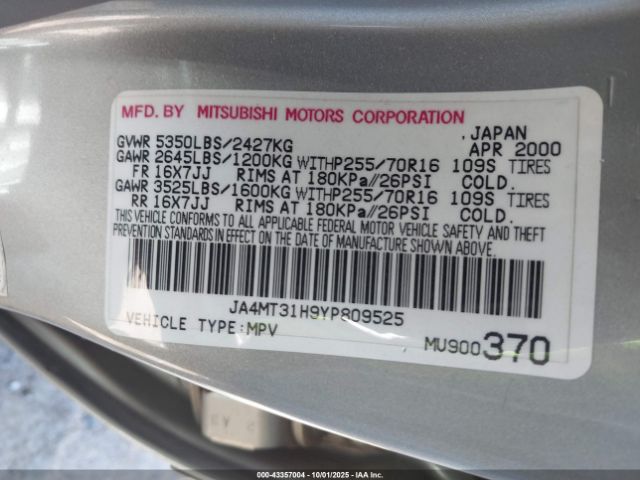 MFD. BY MITSUBISHI MOTORS CORPORATION
GVWR 5350LBS/2427KG .JAPAN APR 2000
GAWR 2645LBS/1200KG WITHP255/70R16 109S TIRES
FR 16X7JJ RIMS AT 180KPa//26PSI COLD.
GAWR 3525LBS/1600KG WITHP255/70R16 109S TIRES
RR 16X7JJ RIMS AT 180KPa//26PSI COLD.
THIS VEHICLE CONFORMS TO ALL APPLICABLE FEDERAL MOTOR VEHICLE SAFETY AND THEFT
PREVENTION STANDARDS IN EFFECT ON THE DATE OF MANUFACTURE SHOWN ABOVE.
JA4MT31H9YP809525
VEHICLE TYPE:MPV
MU900370
IAA - 43357004 | 10/01/2025 | IAAI.COM